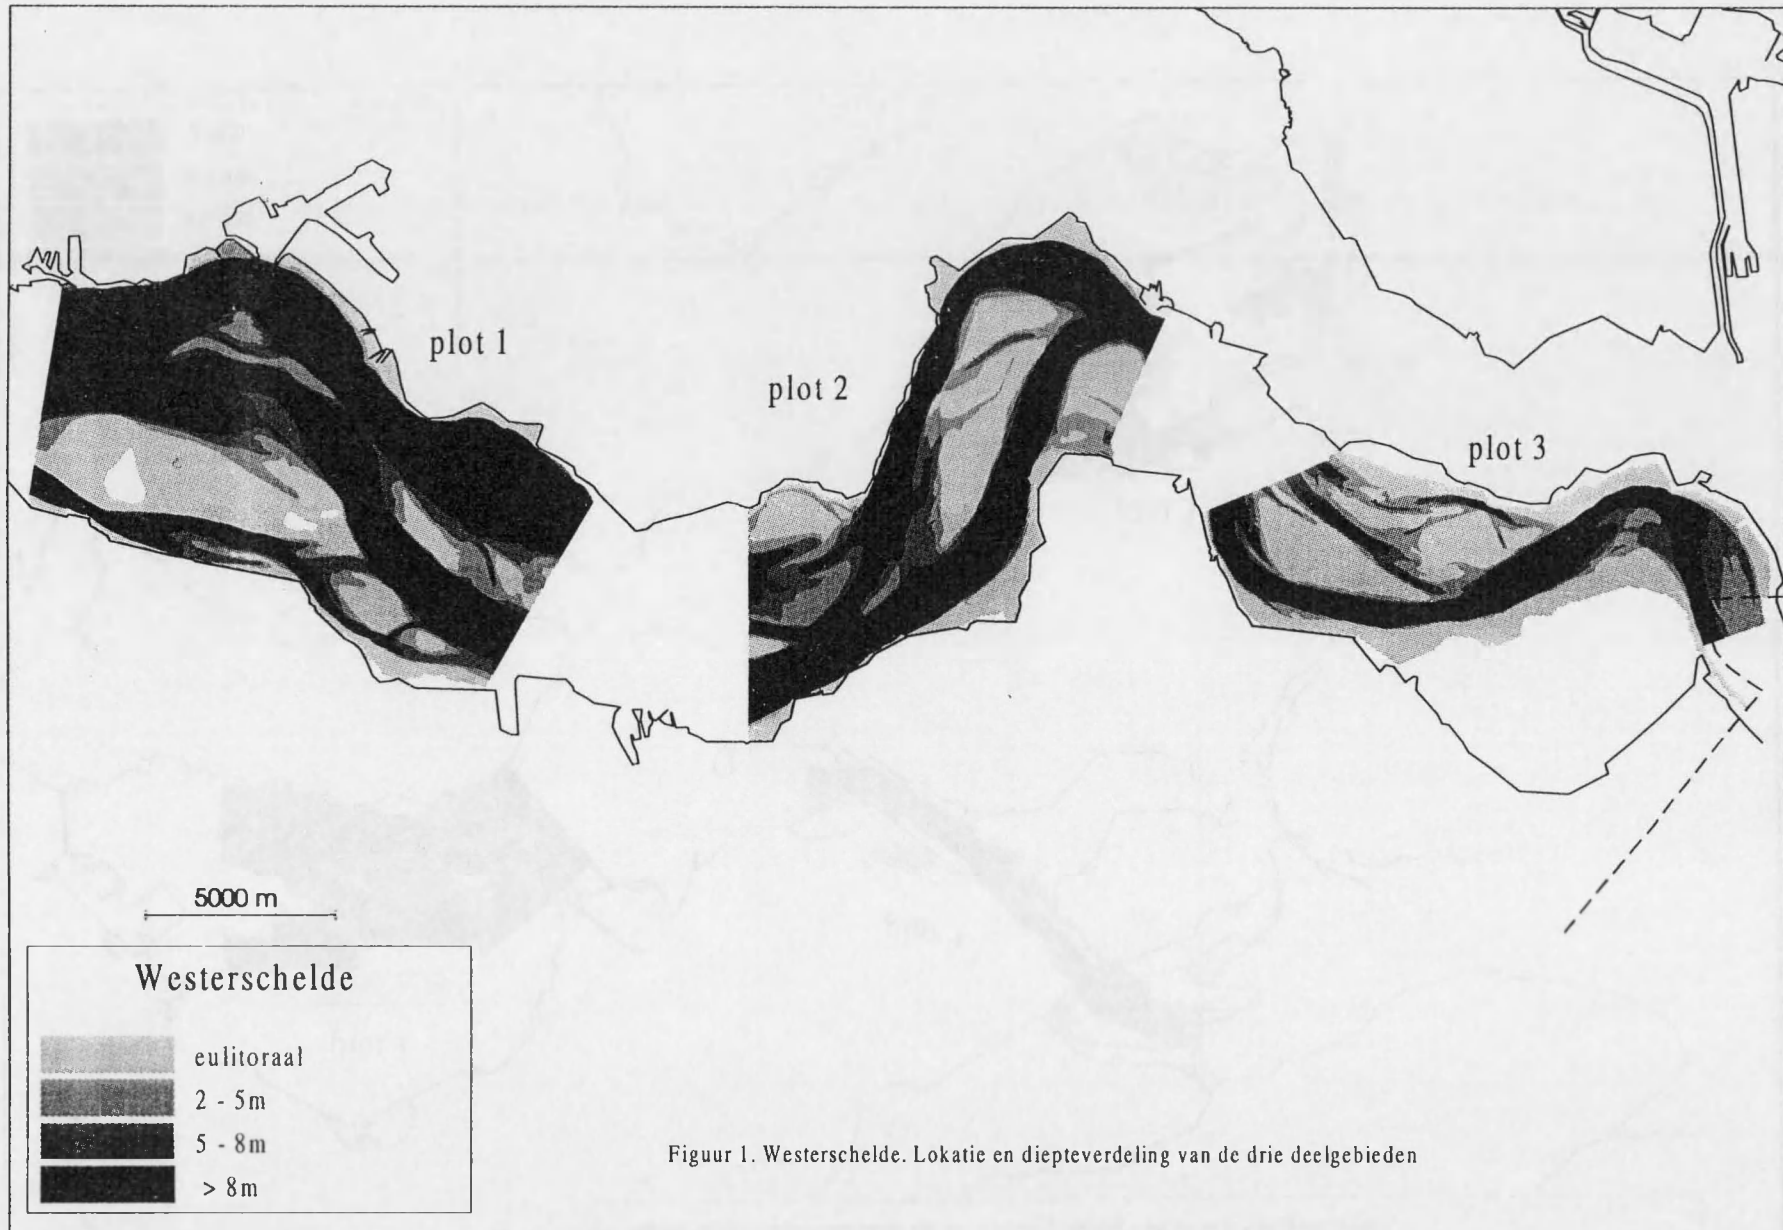 plot 1
plot 2
plot 3
5000 m
Westerschelde
eulitoraal
2 - 5m
5 - 8m
> 8m
Figuur 1. Westerschelde. Lokatie en diepteverdeling van de drie deelgebieden